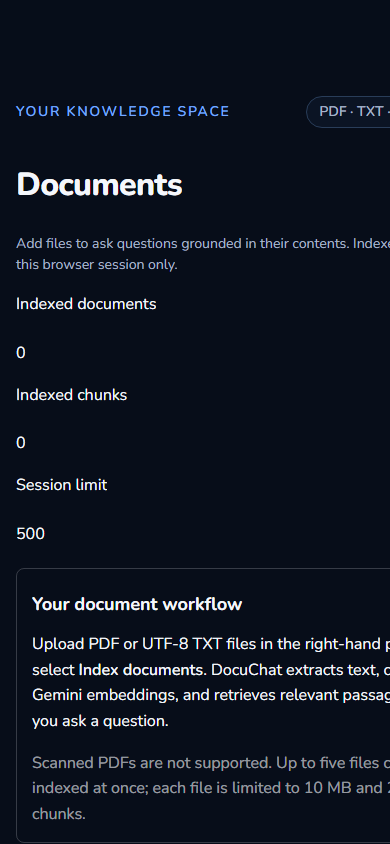 YOUR KNOWLEDGE SPACE
PDF · TXT ·
Documents
Add files to ask questions grounded in their contents. Indexe
this browser session only.
Indexed documents
0
Indexed chunks
0
Session limit
500
Your document workflow
Upload PDF or UTF-8 TXT files in the right-hand p
select Index documents. DocuChat extracts text, c
Gemini embeddings, and retrieves relevant passag
you ask a question.
Scanned PDFs are not supported. Up to five files c
indexed at once; each file is limited to 10 MB and 2
chunks.